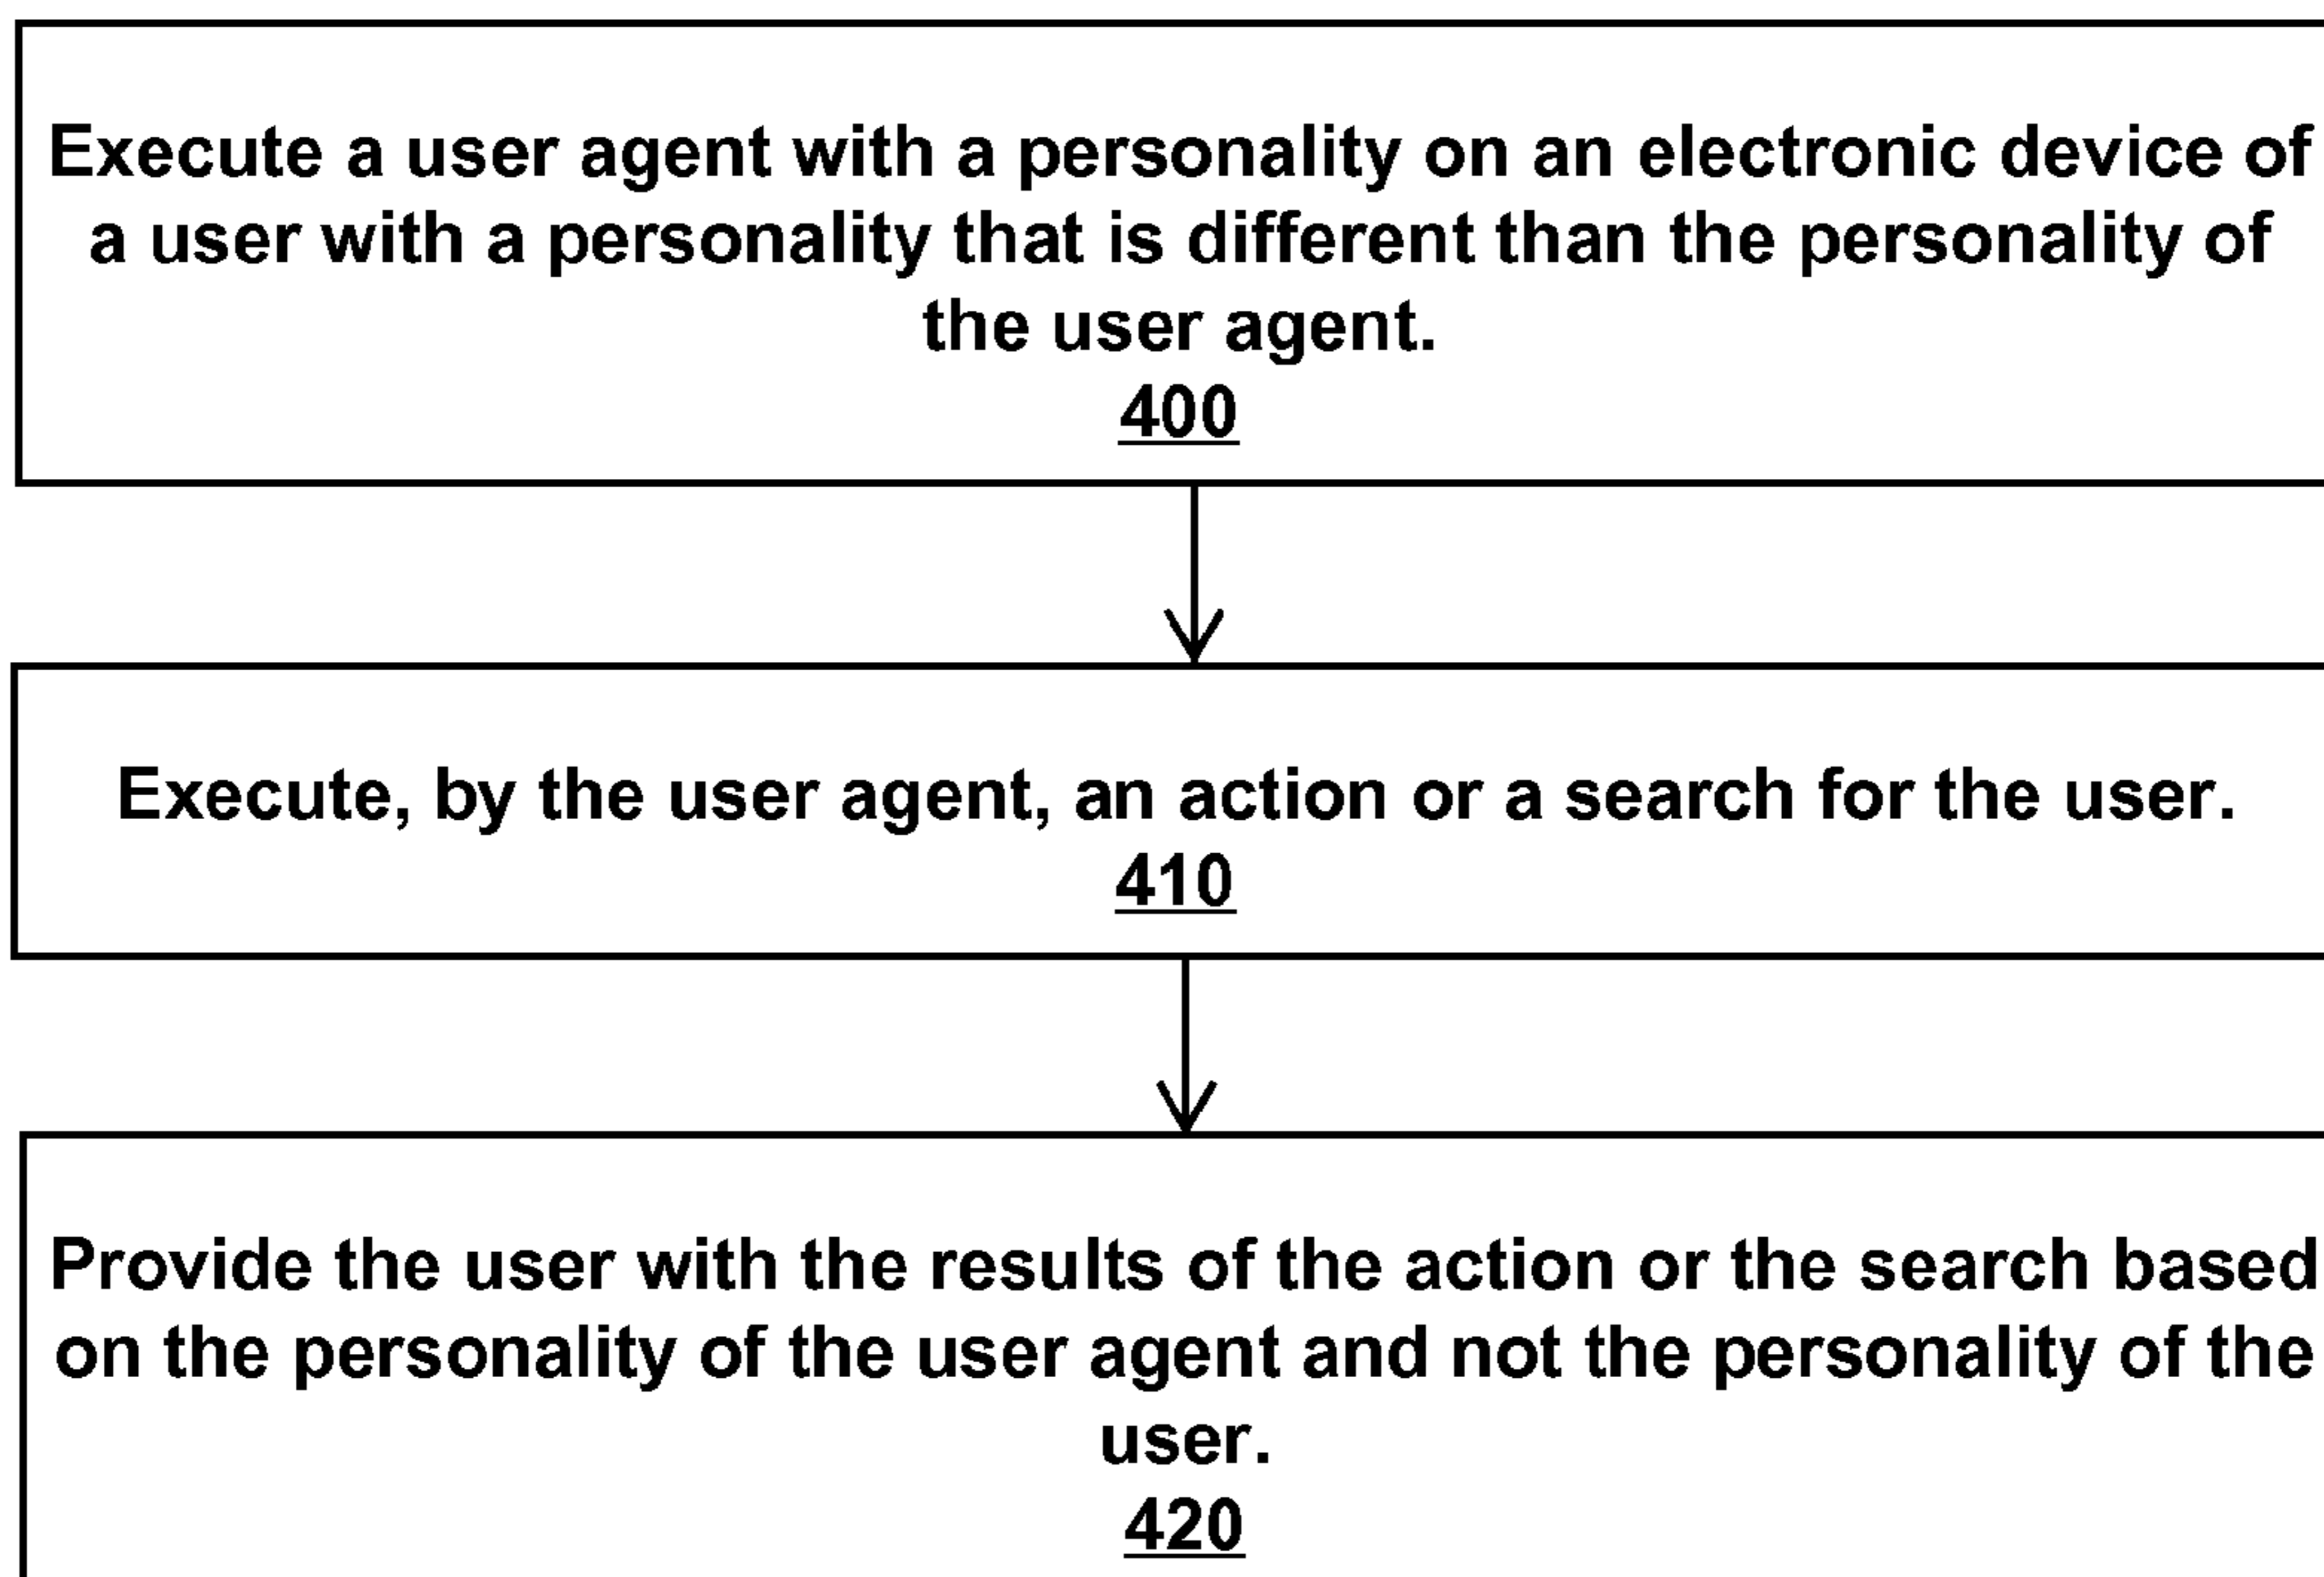 Execute a user agent with a personality on an electronic device of
a user with a personality that is different than the personality of
the user agent.
400
Execute, by the user agent, an action or a search for the user.
410
Provide the user with the results of the action or the search based
on the personality of the user agent and not the personality of the
user.
420